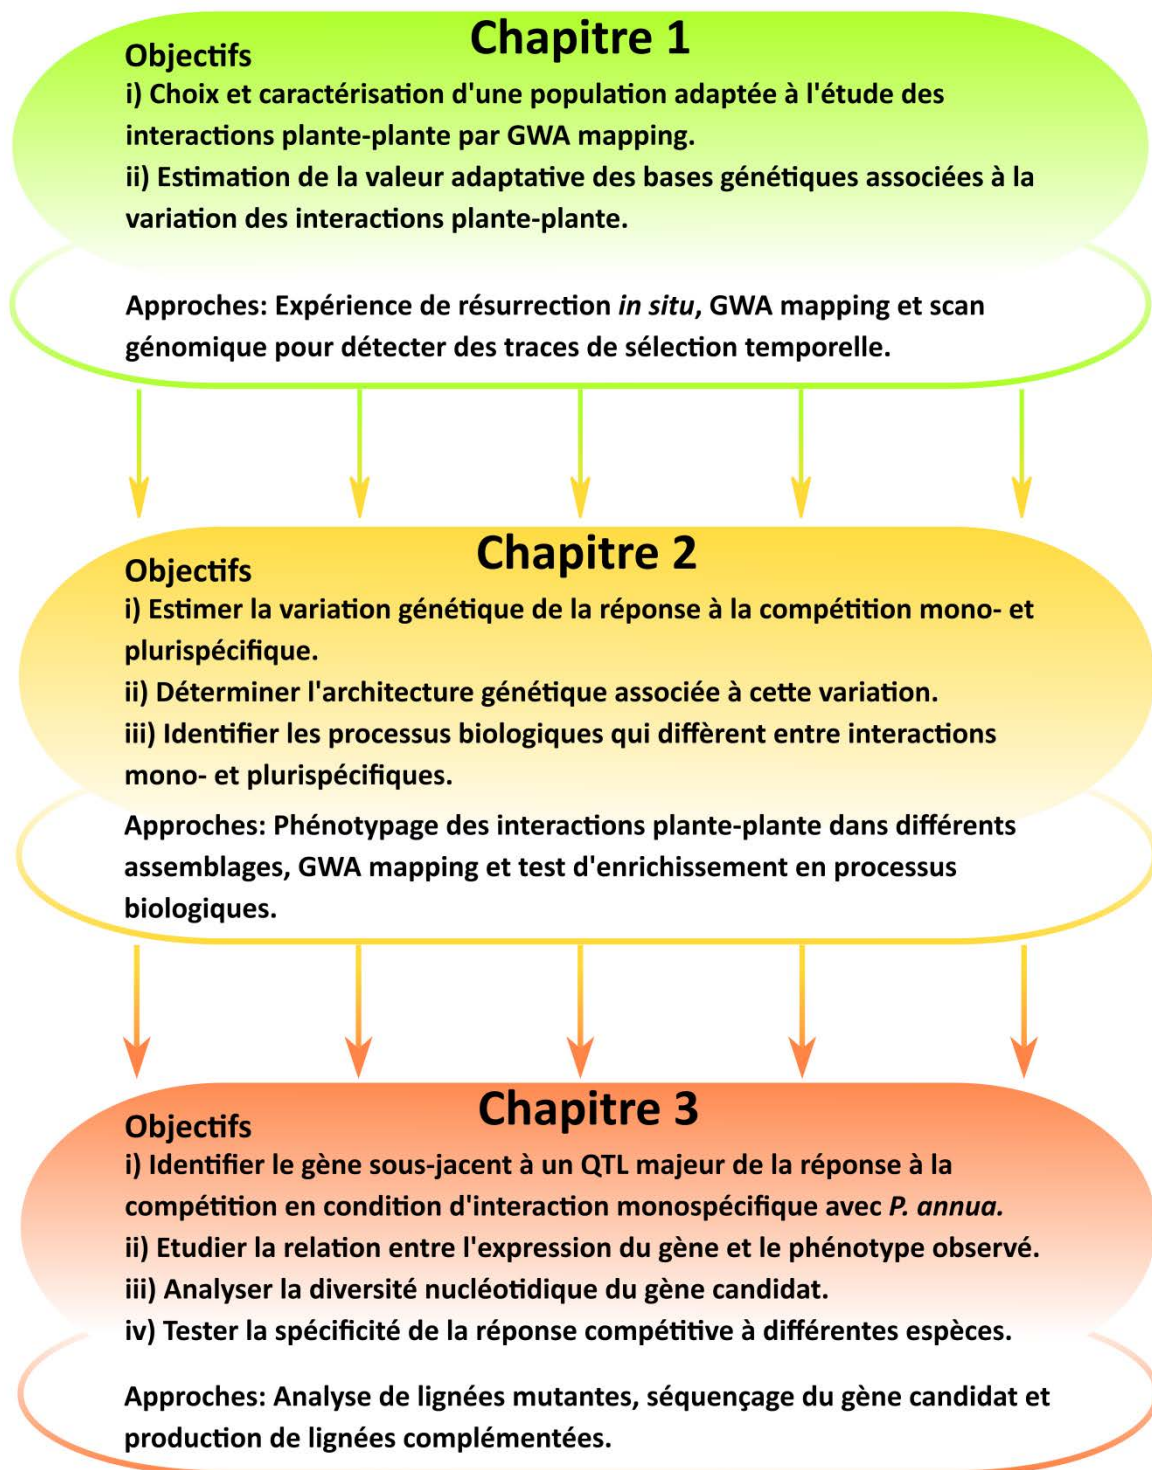 Chapitre 1
Objectifs
i) Choix et caractérisation d'une population adaptée à l'étude des
interactions plante-plante par GWA mapping.
ii) Estimation de la valeur adaptative des bases génétiques associées à la
variation des interactions plante-plante.
Approches: Expérience de résurrection in situ, GWA mapping et scan
génomique pour détecter des traces de sélection temporelle.
Chapitre 2
Objectifs
i) Estimer la variation génétique de la réponse à la compétition mono- et
plurispécifique.
ii) Déterminer l'architecture génétique associée à cette variation.
iii) Identifier les processus biologiques qui diffèrent entre interactions
mono- et plurispécifiques.
Approches: Phénotypage des interactions plante-plante dans différents
assemblages, GWA mapping et test d'enrichissement en processus
biologiques.
Chapitre 3
Objectifs
i) Identifier le gène sous-jacent à un QTL majeur de la réponse à la
compétition en condition d'interaction monospécifique avec P. annua.
ii) Etudier la relation entre l'expression du gène et le phénotype observé.
iii) Analyser la diversité nucléotidique du gène candidat.
iv) Tester la spécificité de la réponse compétitive à différentes espèces.
Approches: Analyse de lignées mutantes, séquençage du gène candidat et
production de lignées complémentées.